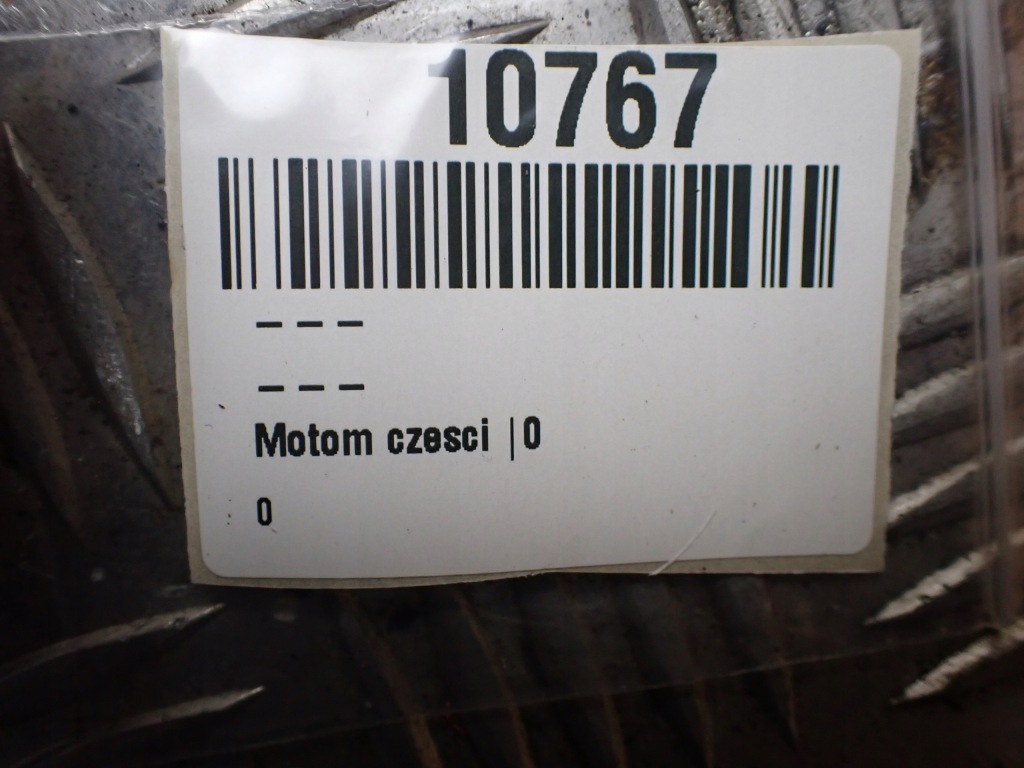 10767
– – –
– – –
Motom czesci |0
0